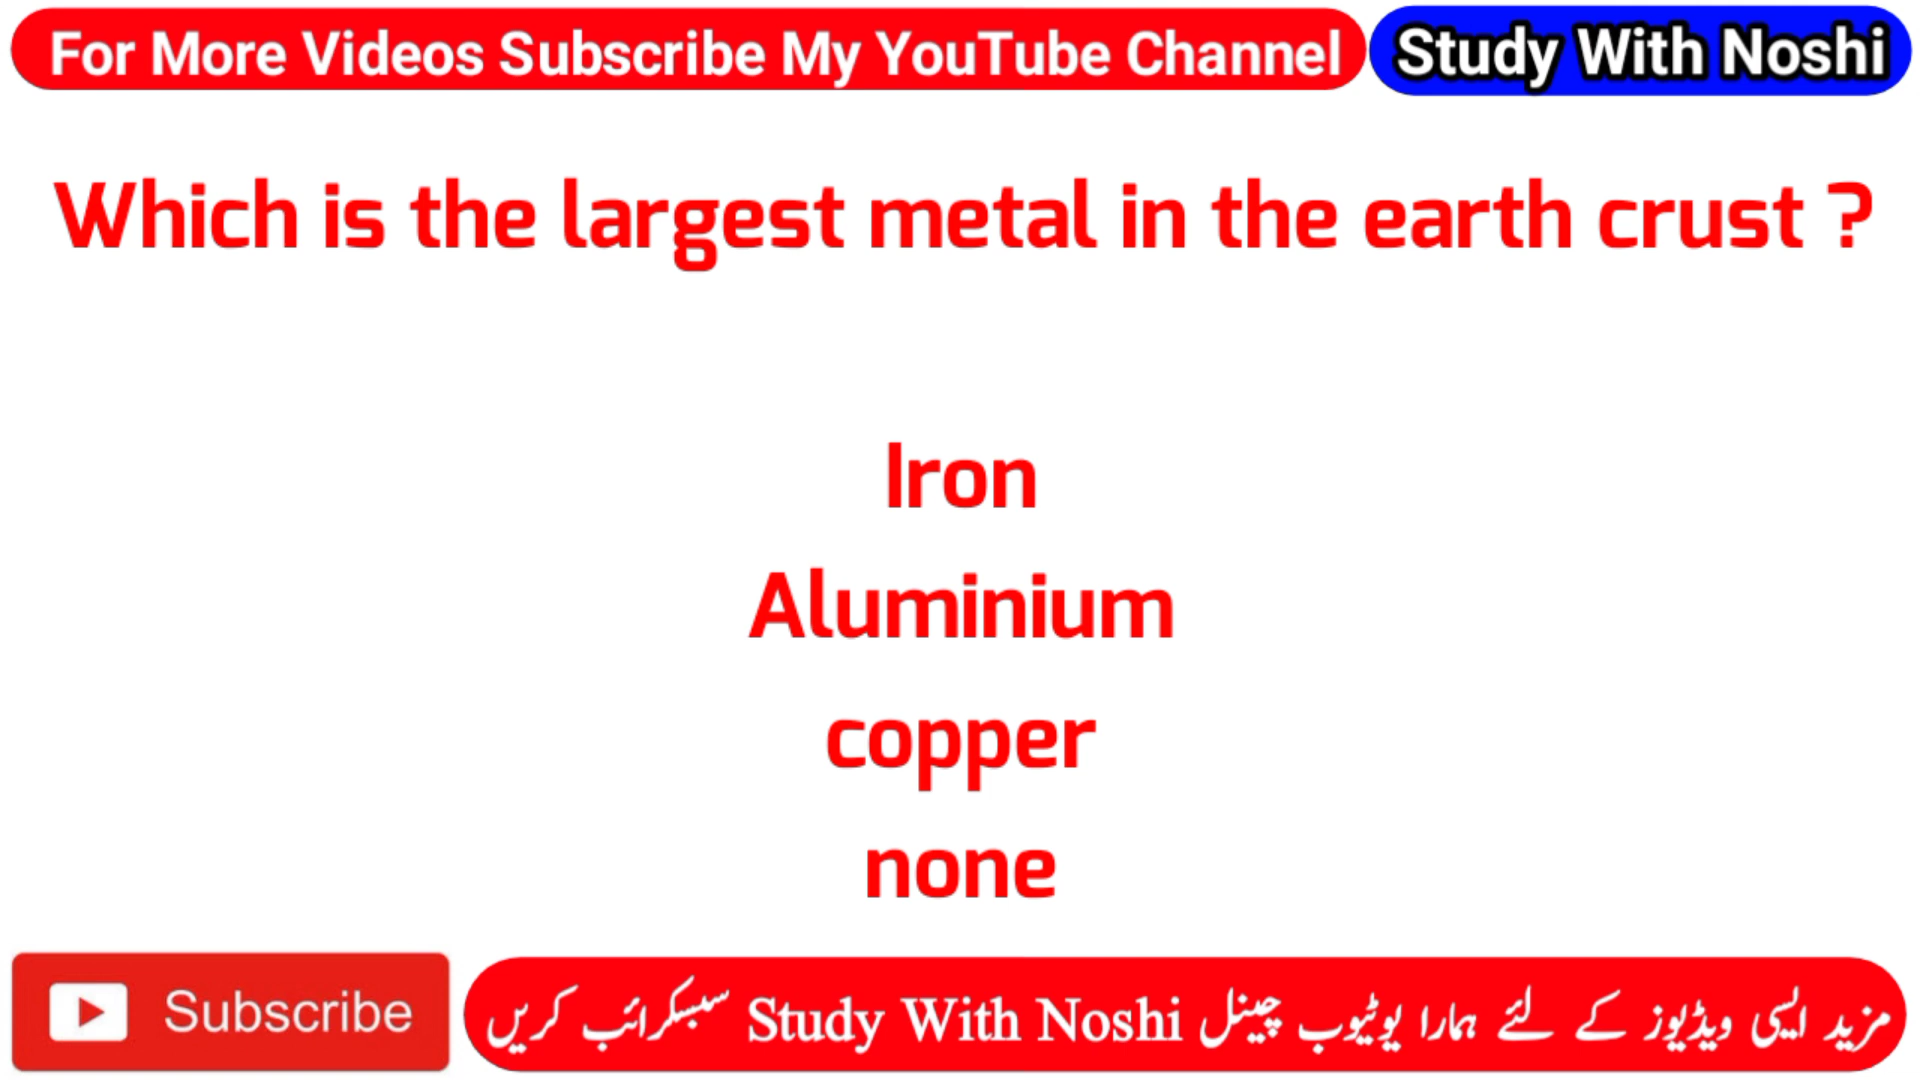 For More Videos Subscribe My YouTube Channel Study With Noshi
Which is the largest metal in the earth crust ?
Iron
Aluminium
copper
none
Subscribe
مزید ایسی ویڈیوز کے لئے ہمارا یوٹیوب چینل Study With Noshi سبسکرائب کریں